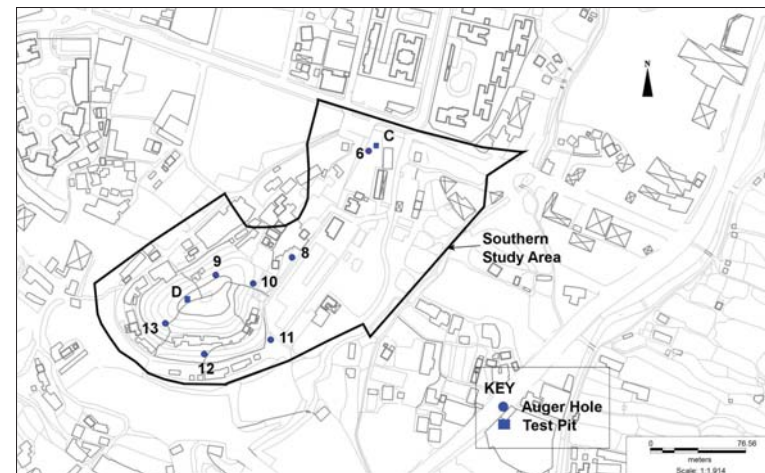 N
C
6
8
Southern
Study Area
9
10
D
13
11
12
KEY
Auger Hole
Test Pit
0 76.56
meters
Scale: 1:1,914